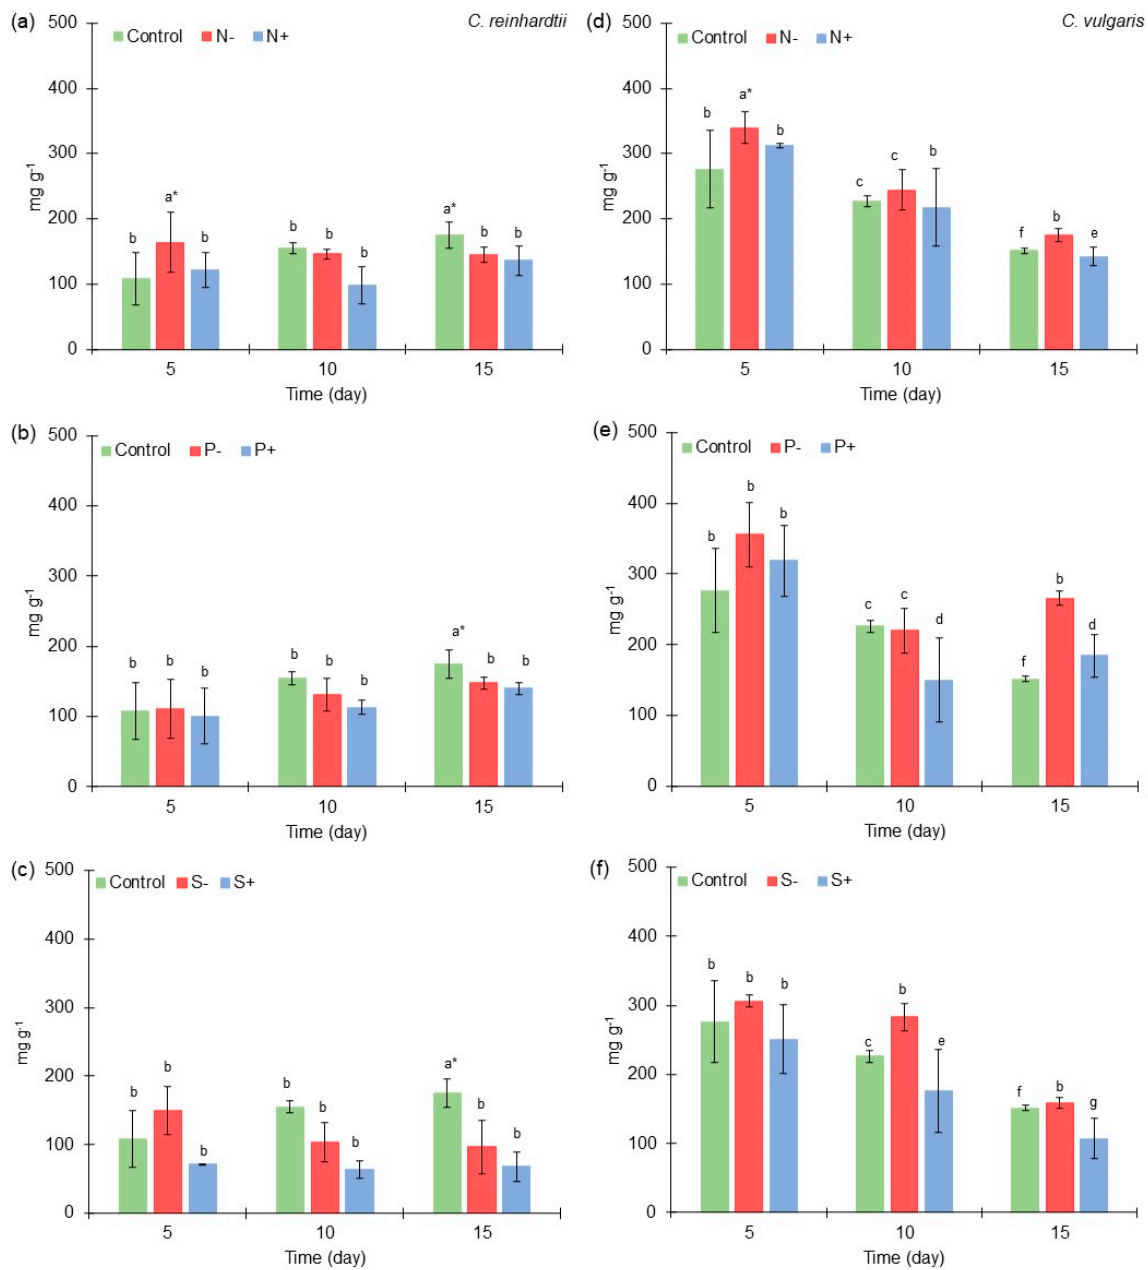 (a)
C. reinhardtii
Control N- N+
500
400
300
200
100
0
mg g⁻¹
b a* b
b b b
a* b b
5 10 15
Time (day)
(d)
C. vulgaris
Control N- N+
500
400
300
200
100
0
mg g⁻¹
b a* b
c c b
f b e
5 10 15
Time (day)
(b)
Control P- P+
500
400
300
200
100
0
mg g⁻¹
b b b
b b b
a* b b
5 10 15
Time (day)
(e)
Control P- P+
500
400
300
200
100
0
mg g⁻¹
b b b
c c d
f b d
5 10 15
Time (day)
(c)
Control S- S+
500
400
300
200
100
0
mg g⁻¹
b b b
b b b
a* b b
5 10 15
Time (day)
(f)
Control S- S+
500
400
300
200
100
0
mg g⁻¹
b b b
c b e
f b g
5 10 15
Time (day)